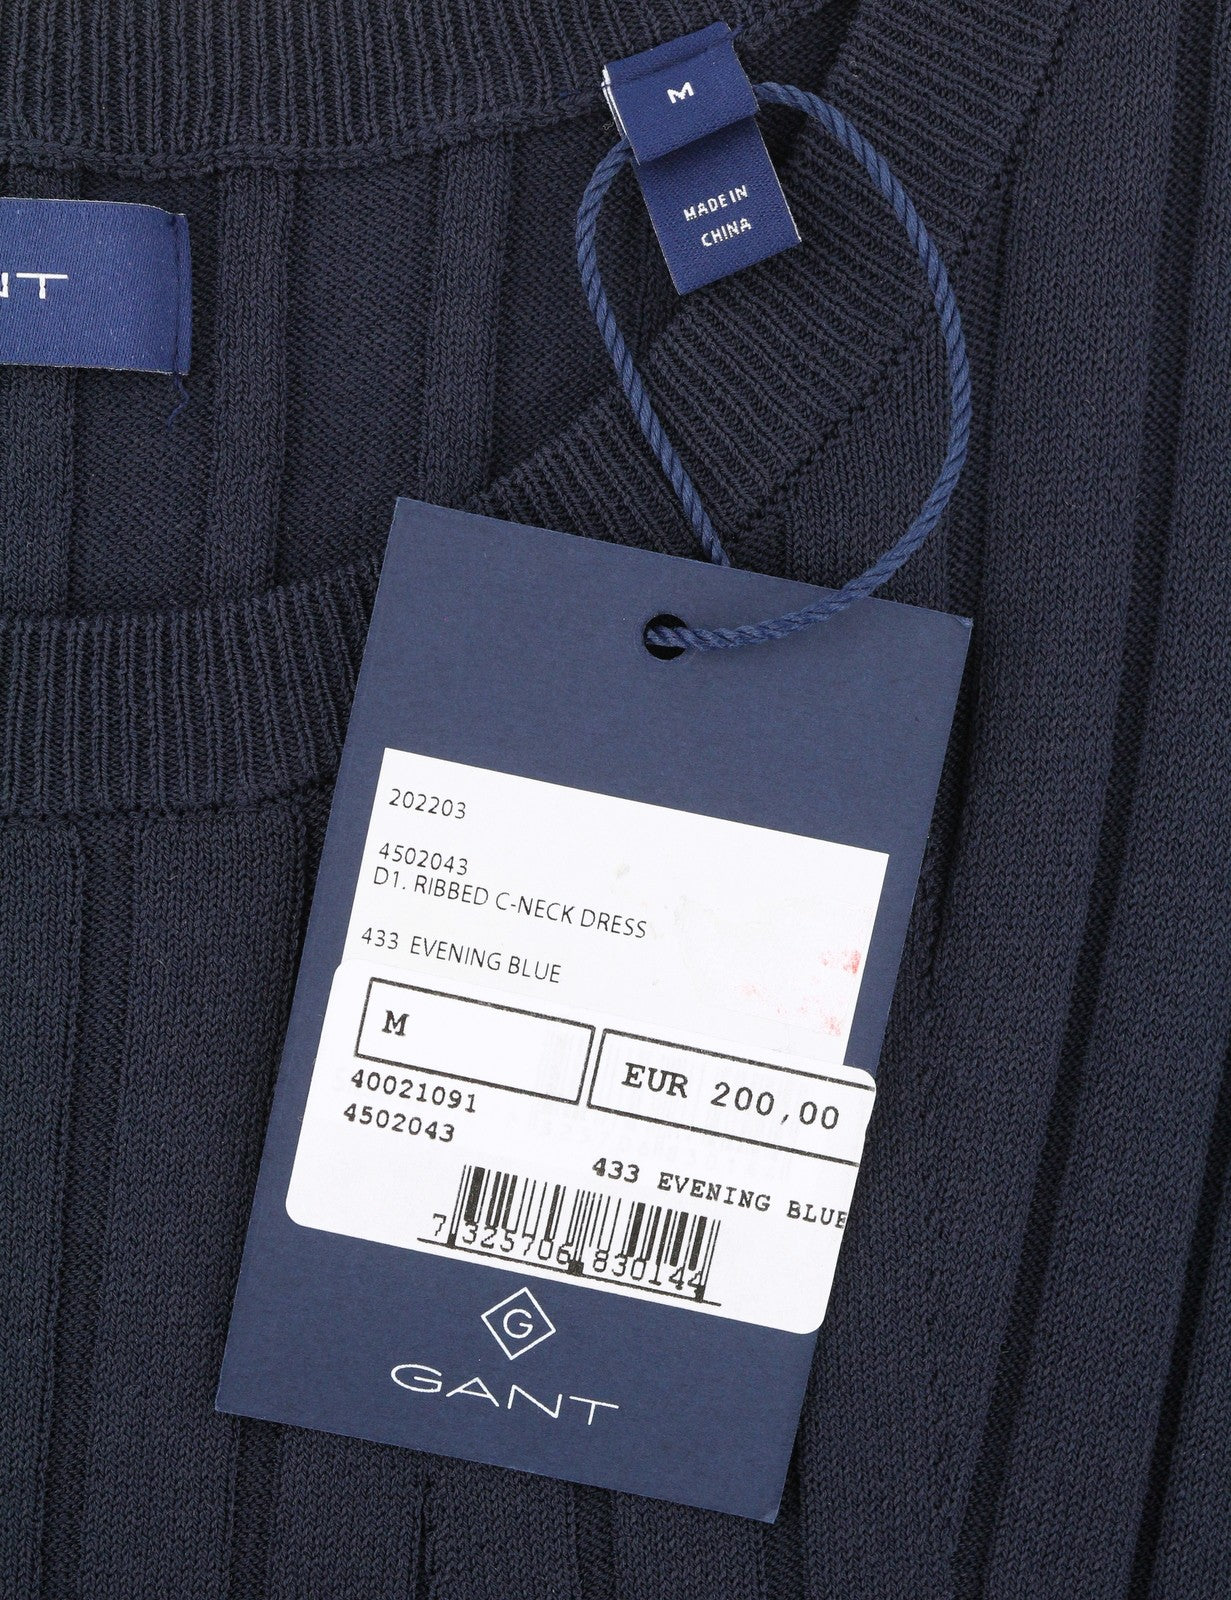 M
MADE IN
CHINA
NT
202203
4502043
D1. RIBBED C-NECK DRESS
433 EVENING BLUE
M
EUR 200,00
40021091
4502043
433 EVENING BLUE
7 325706 830144
G
GANT